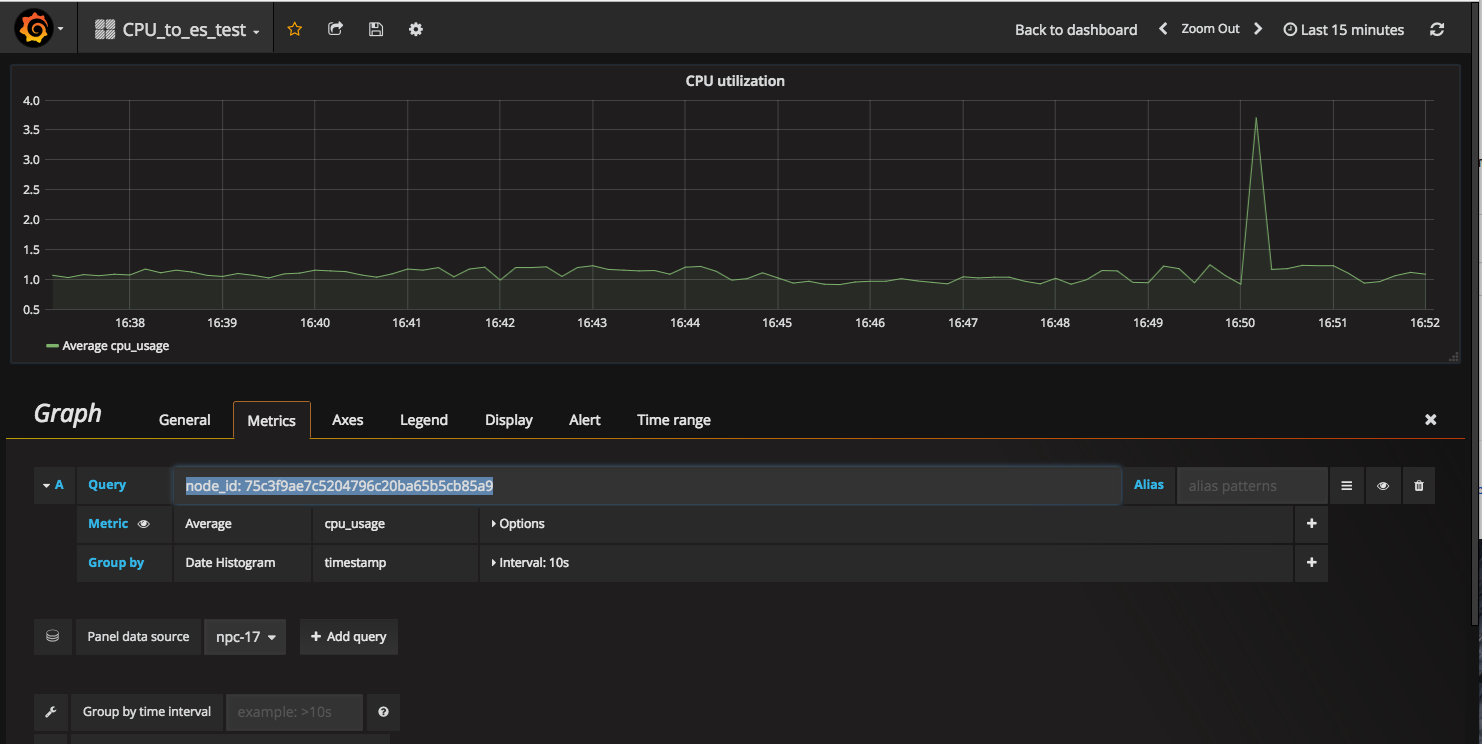 CPU_to_es_test
Back to dashboard Zoom Out Last 15 minutes
CPU utilization
4.0
3.5
3.0
2.5
2.0
1.5
1.0
0.5
16:38 16:39 16:40 16:41 16:42 16:43 16:44 16:45 16:46 16:47 16:48 16:49 16:50 16:51 16:52
Average cpu_usage
Graph General Metrics Axes Legend Display Alert Time range
A Query node_id: 75c3f9ae7c5204796c20ba65b5cb85a9 Alias alias patterns
Metric Average cpu_usage Options +
Group by Date Histogram timestamp Interval: 10s +
Panel data source npc-17 + Add query
Group by time interval example: >10s